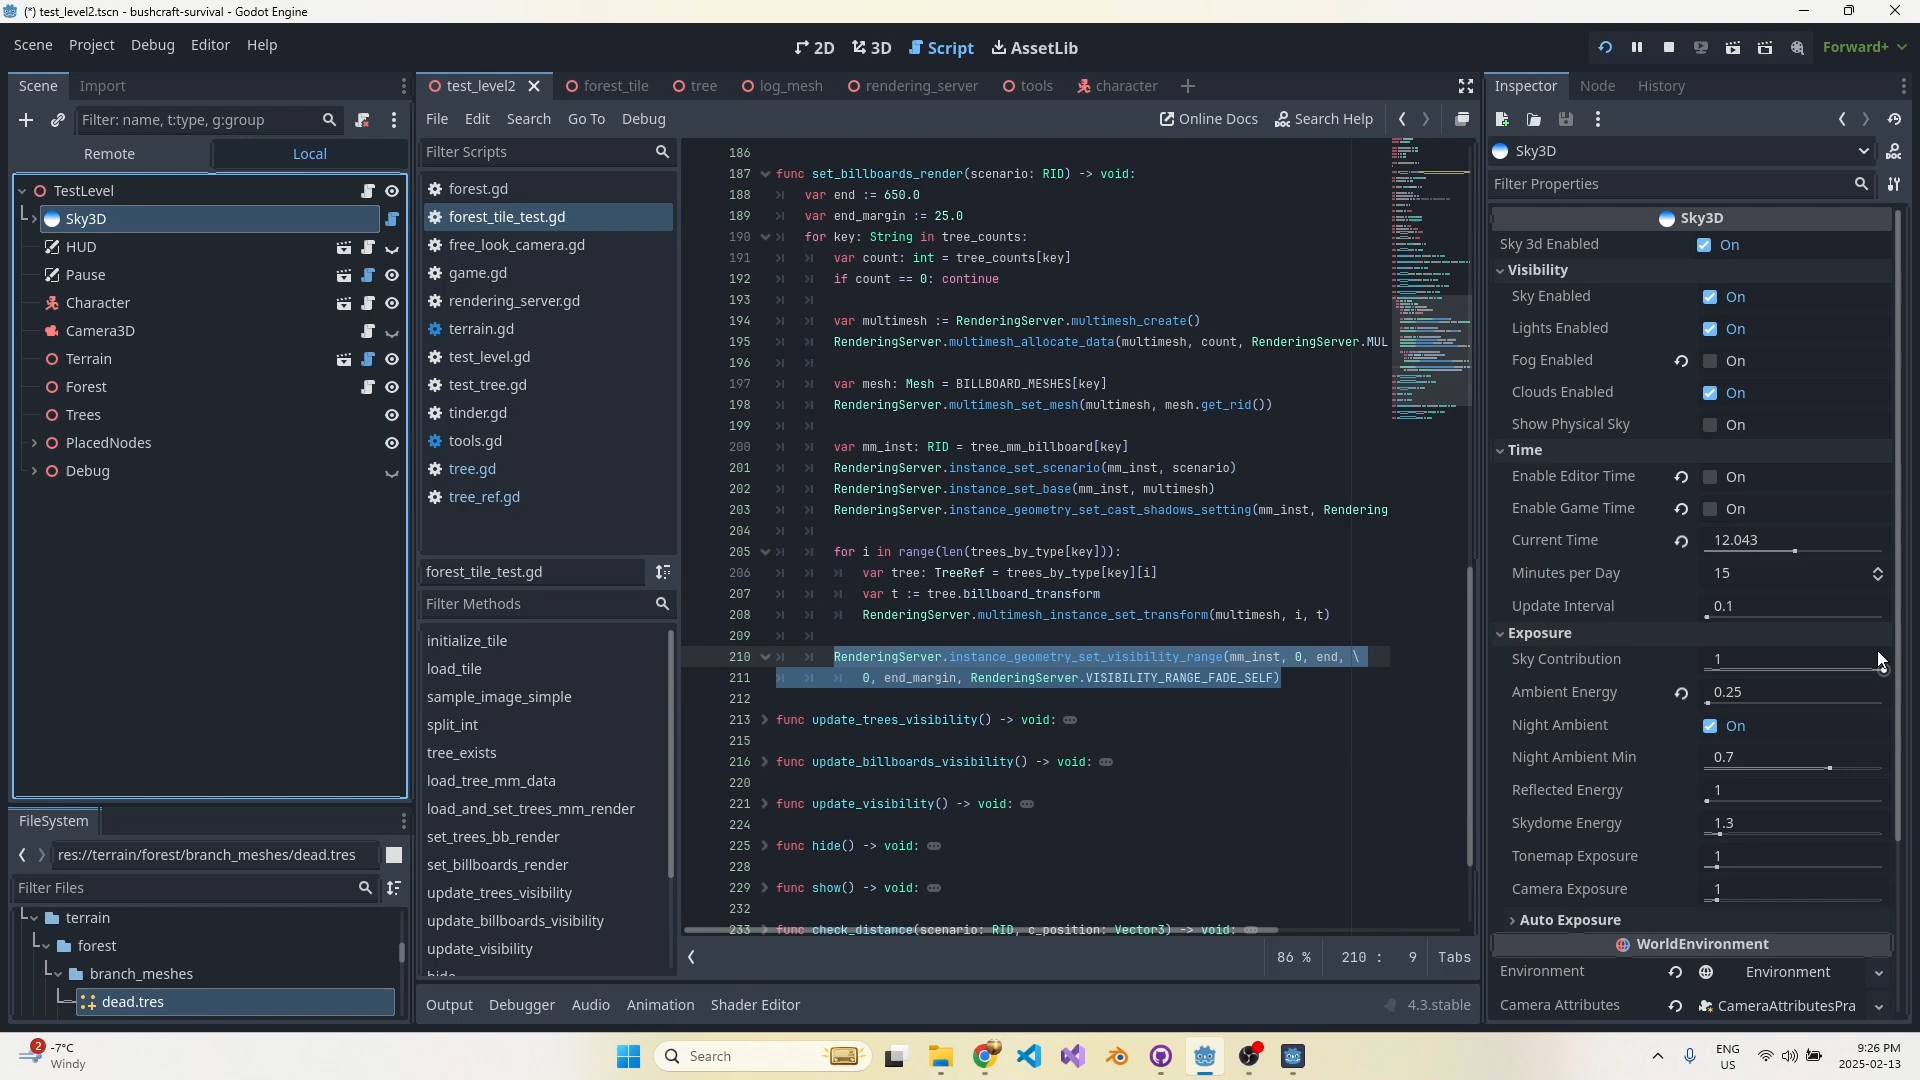 (*) test_level2.tscn - bushcraft-survival - Godot Engine
Scene Project Debug Editor Help
2D 3D Script AssetLib
Forward+
Scene Import
test_level2 forest_tile tree log_mesh rendering_server tools character
Inspector Node History
Filter: name, t:type, g:group
File Edit Search Go To Debug
Online Docs Search Help
Remote Local
TestLevel
Sky3D
HUD
Pause
Character
Camera3D
Terrain
Forest
Trees
PlacedNodes
Debug
FileSystem
res://terrain/forest/branch_meshes/dead.tres
Filter Files
terrain
forest
branch_meshes
dead.tres
Filter Scripts
forest.gd
forest_tile_test.gd
free_look_camera.gd
game.gd
rendering_server.gd
terrain.gd
test_level.gd
test_tree.gd
tinder.gd
tools.gd
tree.gd
tree_ref.gd
forest_tile_test.gd
Filter Methods
initialize_tile
load_tile
sample_image_simple
split_int
tree_exists
load_tree_mm_data
load_and_set_trees_mm_render
set_trees_bb_render
set_billboards_render
update_trees_visibility
update_billboards_visibility
update_visibility
hide
186
187 func set_billboards_render(scenario: RID) -> void:
188 var end := 650.0
189 var end_margin := 25.0
190 for key: String in tree_counts:
191 var count: int = tree_counts[key]
192 if count == 0: continue
193
194 var multimesh := RenderingServer.multimesh_create()
195 RenderingServer.multimesh_allocate_data(multimesh, count, RenderingServer.MUL
196
197 var mesh: Mesh = BILLBOARD_MESHES[key]
198 RenderingServer.multimesh_set_mesh(multimesh, mesh.get_rid())
199
200 var mm_inst: RID = tree_mm_billboard[key]
201 RenderingServer.instance_set_scenario(mm_inst, scenario)
202 RenderingServer.instance_set_base(mm_inst, multimesh)
203 RenderingServer.instance_geometry_set_cast_shadows_setting(mm_inst, Rendering
204
205 for i in range(len(trees_by_type[key])):
206 var tree: TreeRef = trees_by_type[key][i]
207 var t := tree.billboard_transform
208 RenderingServer.multimesh_instance_set_transform(multimesh, i, t)
209
210 RenderingServer.instance_geometry_set_visibility_range(mm_inst, 0, end, \
211 0, end_margin, RenderingServer.VISIBILITY_RANGE_FADE_SELF)
212
213 func update_trees_visibility() -> void:
215
216 func update_billboards_visibility() -> void:
220
221 func update_visibility() -> void:
224
225 func hide() -> void:
228
229 func show() -> void:
232
233 func check_distance(scenario: RID, c_position: Vector3) -> void:
86 % 210 : 9 Tabs
Output Debugger Audio Animation Shader Editor
4.3.stable
Sky3D
Filter Properties
Sky3D
Sky 3d Enabled On
Visibility
Sky Enabled On
Lights Enabled On
Fog Enabled On
Clouds Enabled On
Show Physical Sky On
Time
Enable Editor Time On
Enable Game Time On
Current Time 12.043
Minutes per Day 15
Update Interval 0.1
Exposure
Sky Contribution 1
Ambient Energy 0.25
Night Ambient On
Night Ambient Min 0.7
Reflected Energy 1
Skydome Energy 1.3
Tonemap Exposure 1
Camera Exposure 1
Auto Exposure
WorldEnvironment
Environment Environment
Camera Attributes CameraAttributesPra
2
-7°C
Windy
Search
ENG
US
9:26 PM
2025-02-13